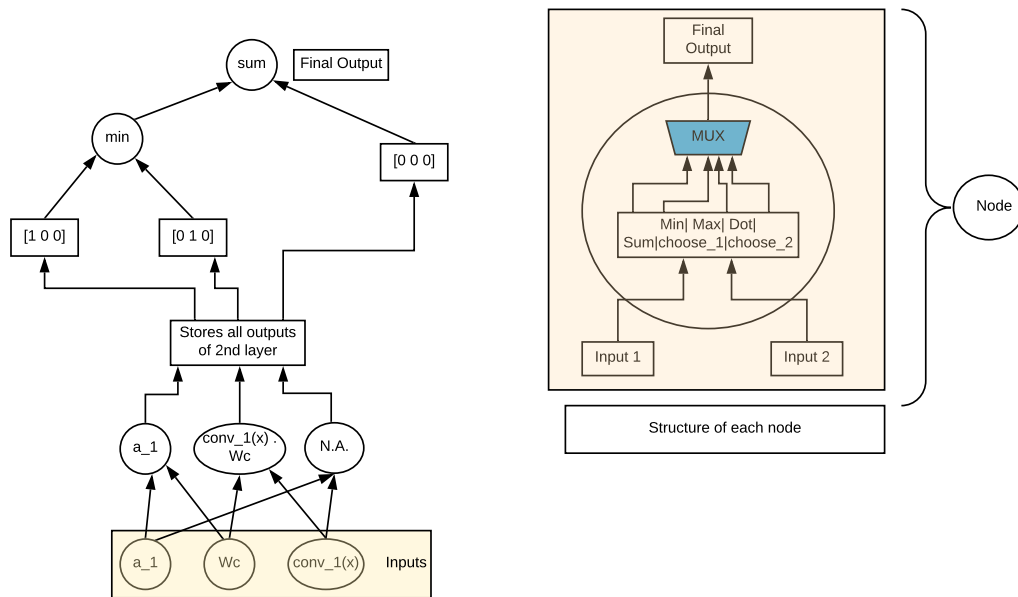 sum
Final Output
min
[0 0 0]
[1 0 0]
[0 1 0]
Stores all outputs
of 2nd layer
a_1
conv_1(x) .
Wc
N.A.
a_1
Wc
conv_1(x)
Inputs
Final
Output
MUX
Min| Max| Dot|
Sum|choose_1|choose_2
Input 1
Input 2
Structure of each node
Node